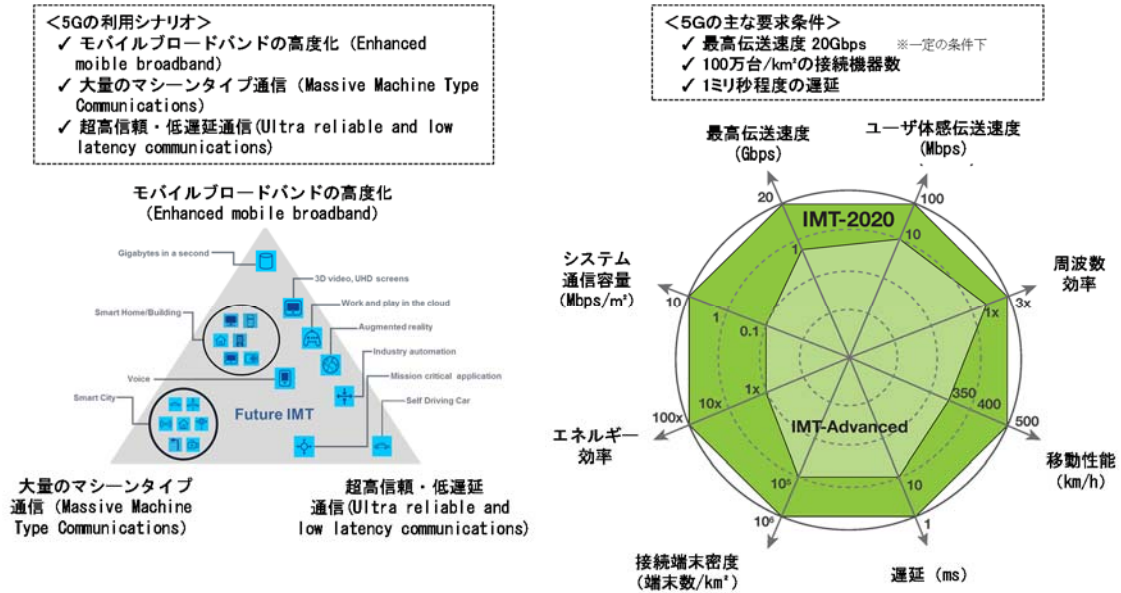 <5Gの利用シナリオ>
✓ モバイルブロードバンドの高度化 (Enhanced
moible broadband)
✓ 大量のマシーンタイプ通信 (Massive Machine Type
Communications)
✓ 超高信頼・低遅延通信(Ultra reliable and low
latency communications)
モバイルブロードバンドの高度化
(Enhanced mobile broadband)
Gigabytes in a second
3D video, UHD screens
Work and play in the cloud
Smart Home/Building
Augmented reality
Industry automation
Voice
Mission critical application
Smart City
Self Driving Car
Future IMT
大量のマシーンタイプ
通信 (Massive Machine
Type Communications)
超高信頼・低遅延
通信(Ultra reliable and
low latency communications)
<5Gの主な要求条件>
✓ 最高伝送速度 20Gbps ※一定の条件下
✓ 100万台/km²の接続機器数
✓ 1ミリ秒程度の遅延
最高伝送速度
(Gbps)
ユーザ体感伝送速度
(Mbps)
20
100
IMT-2020
1
10
システム
通信容量
(Mbps/㎡)
周波数
効率
10
1
0.1
1x
3x
エネルギー
効率
100x
10x
1x
350
400
500
IMT-Advanced
移動性能
(km/h)
10⁵
10
10⁶
1
接続端末密度
(端末数/km²)
遅延 (ms)